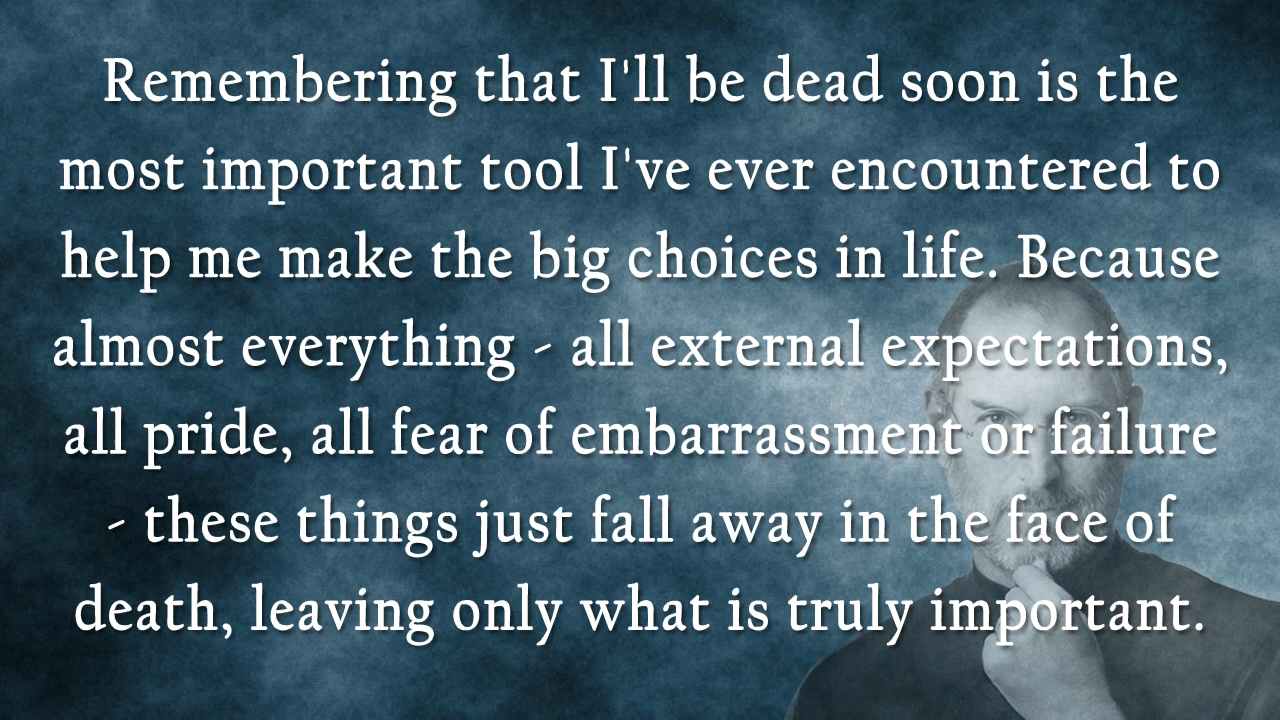 Remembering that I'll be dead soon is the
most important tool I've ever encountered to
help me make the big choices in life. Because
almost everything - all external expectations,
all pride, all fear of embarrassment or failure
- these things just fall away in the face of
death, leaving only what is truly important.